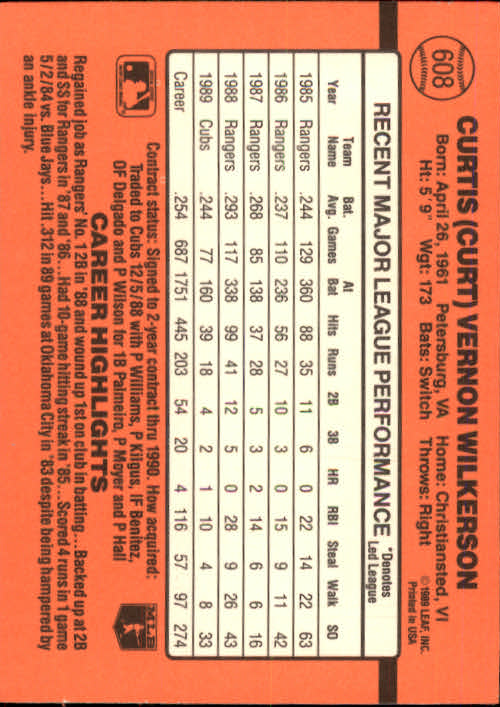 608
CURTIS (CURT) VERNON WILKERSON
Born: April 26, 1961 Petersburg, VA Home: Christiansted, VI
Ht: 5' 9" Wgt: 173 Bats: Switch Throws: Right
©1989 LEAF, INC.
Printed in USA
RECENT MAJOR LEAGUE PERFORMANCE *Denotes Led League
Year Team Name Bat. Avg. Games At Bat Hits Runs 2B 3B HR RBI Steal Walk SO
1985 Rangers .244 129 360 88 35 11 6 0 22 14 22 63
1986 Rangers .237 110 236 56 27 10 3 0 15 9 11 42
1987 Rangers .268 85 138 37 28 5 3 2 14 6 6 16
1988 Rangers .293 117 338 99 41 12 5 0 28 9 26 43
1989 Cubs .244 77 160 39 18 4 2 1 10 4 8 33
Career .254 687 1751 445 203 54 20 4 116 57 97 274
Contract status: Signed to 2-year contract thru 1990. How acquired:
Traded to Cubs 12/5/88 with P Williams, P Kilgus, IF Benitez,
OF Delgado and P Wilson for 1B Palmeiro, P Moyer and P Hall
MLB
CAREER HIGHLIGHTS
Regained job as Rangers' No. 1 2B in '88 and wound up 1st on club in batting... Backed up at 2B
and SS for Rangers in '87 and '86...Had 10-game hitting streak in '85...Scored 4 runs in 1 game
5/2/84 vs. Blue Jays...Hit .312 in 89 games at Oklahoma City in '83 despite being hampered by
an ankle injury.